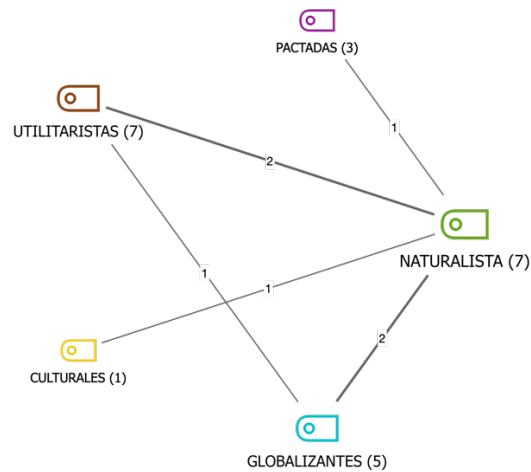 PACTADAS (3)
UTILITARISTAS (7)
1
2
NATURALISTA (7)
1
1
2
CULTURALES (1)
GLOBALIZANTES (5)